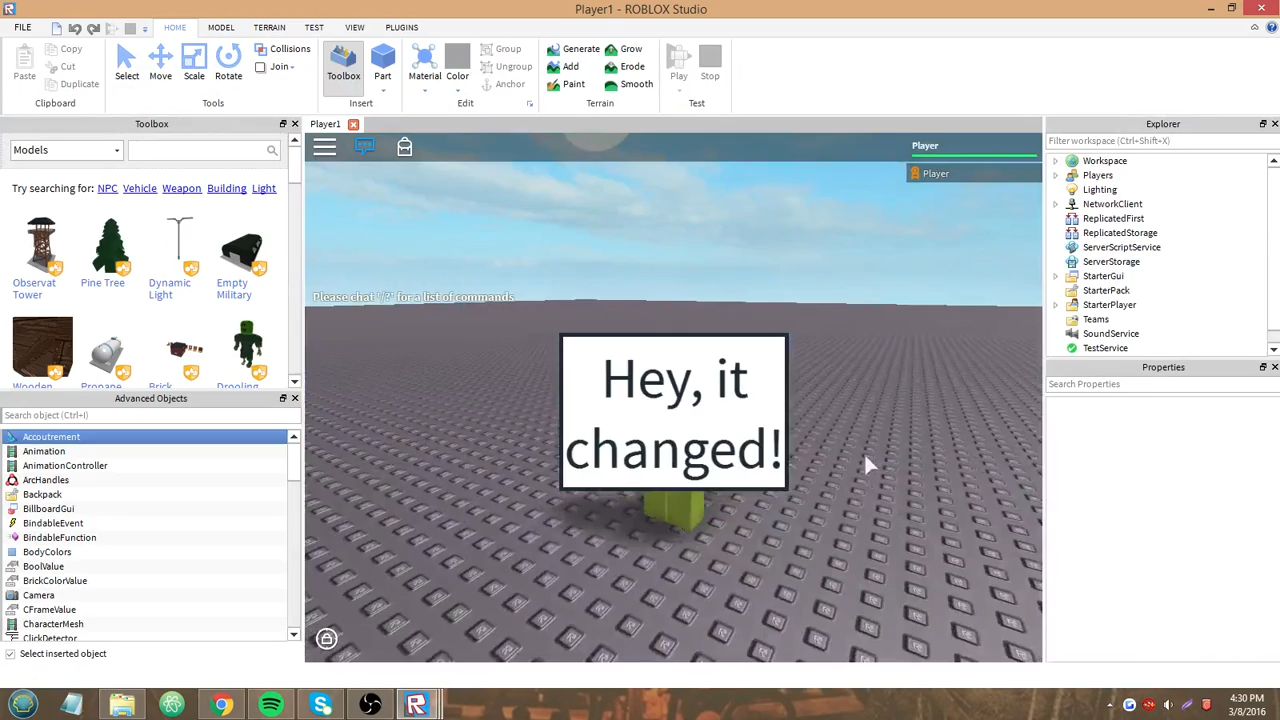 Player1 - ROBLOX Studio
FILE HOME MODEL TERRAIN TEST VIEW PLUGINS
Paste
Copy
Cut
Duplicate
Clipboard
Select Move Scale Rotate
Collisions
Join
Tools
Toolbox Part
Insert
Material Color
Group
Ungroup
Anchor
Edit
Generate Grow
Add Erode
Paint Smooth
Terrain
Play Stop
Test
Toolbox
Models
Try searching for: NPC Vehicle Weapon Building Light
Observat Tower
Pine Tree
Dynamic Light
Empty Military
Wooden Propane Brick Drooling
Advanced Objects
Search object (Ctrl+I)
Accoutrement
Animation
AnimationController
ArcHandles
Backpack
BillboardGui
BindableEvent
BindableFunction
BodyColors
BoolValue
BrickColorValue
Camera
CFrameValue
CharacterMesh
ClickDetector
Select inserted object
Player1
Player
Player
Please chat '/?' for a list of commands
Hey, it
changed!
Explorer
Filter workspace (Ctrl+Shift+X)
Workspace
Players
Lighting
NetworkClient
ReplicatedFirst
ReplicatedStorage
ServerScriptService
ServerStorage
StarterGui
StarterPack
StarterPlayer
Teams
SoundService
TestService
Properties
Search Properties
4:30 PM
3/8/2016